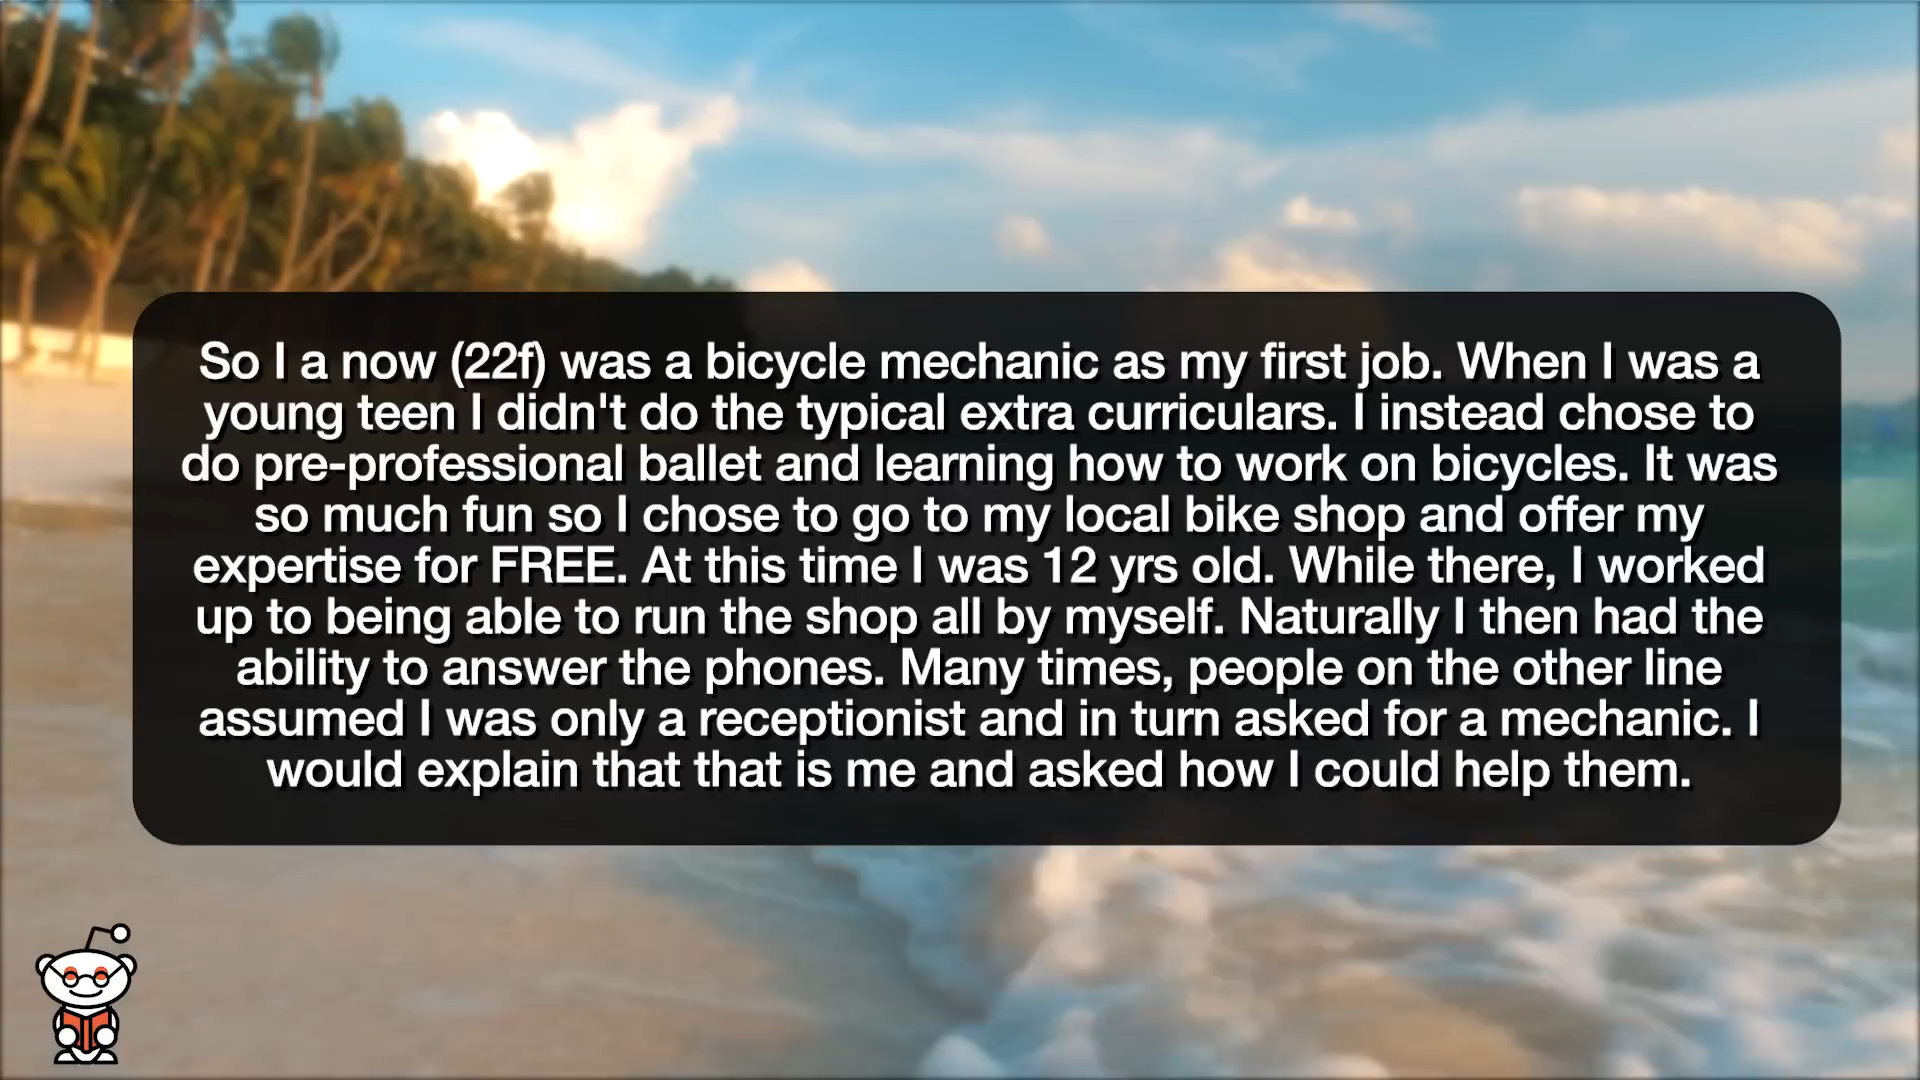 So I a now (22f) was a bicycle mechanic as my first job. When I was a
young teen I didn't do the typical extra curriculars. I instead chose to
do pre-professional ballet and learning how to work on bicycles. It was
so much fun so I chose to go to my local bike shop and offer my
expertise for FREE. At this time I was 12 yrs old. While there, I worked
up to being able to run the shop all by myself. Naturally I then had the
ability to answer the phones. Many times, people on the other line
assumed I was only a receptionist and in turn asked for a mechanic. I
would explain that that is me and asked how I could help them.